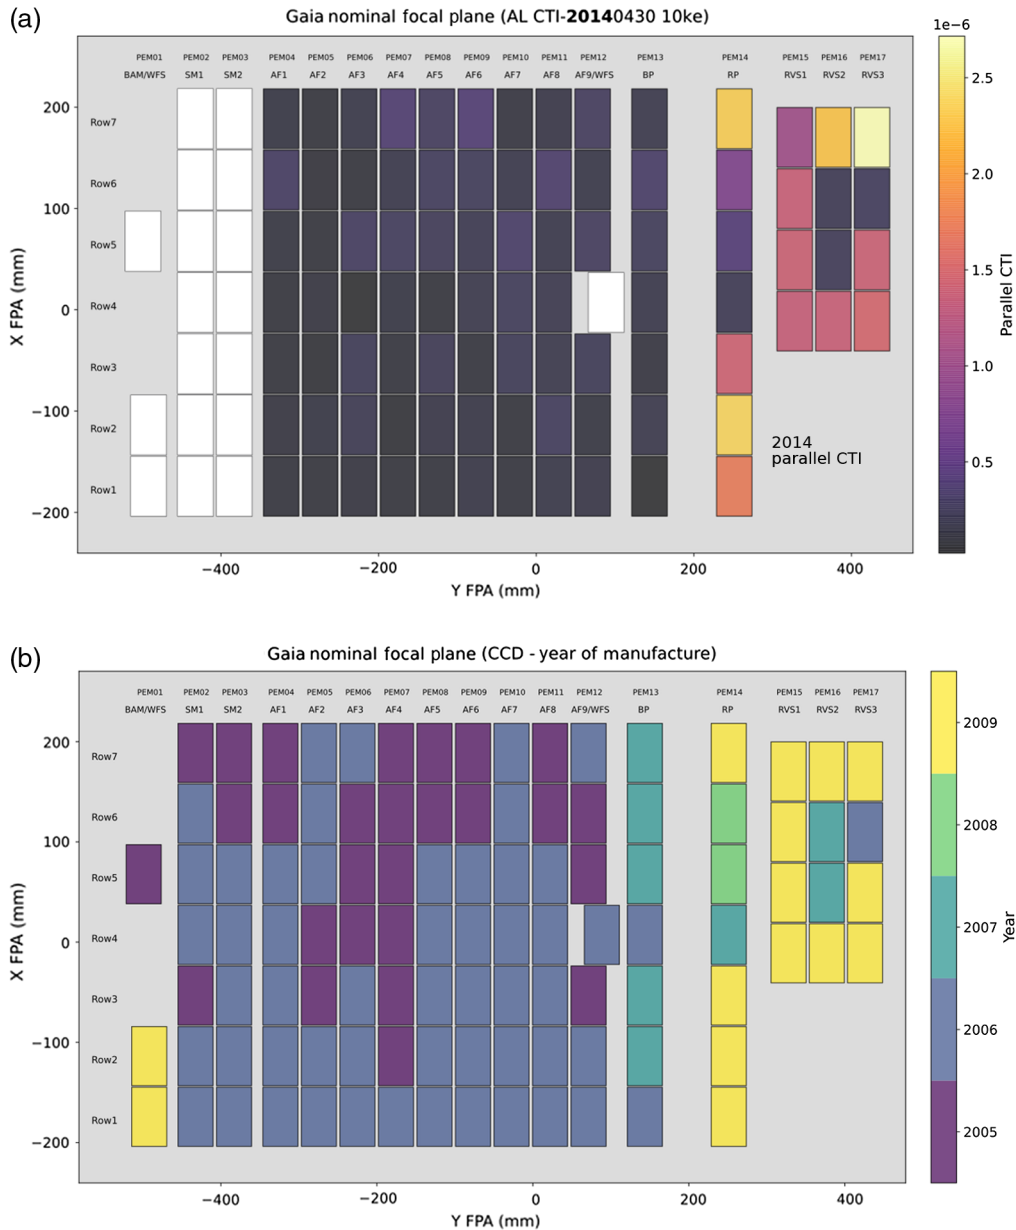 (a)
Gaia nominal focal plane (AL CTI-20140430 10ke)
1e−6
PEM01 PEM02 PEM03 PEM04 PEM05 PEM06 PEM07 PEM08 PEM09 PEM10 PEM11 PEM12 PEM13 PEM14 PEM15 PEM16 PEM17
BAM/WFS SM1 SM2 AF1 AF2 AF3 AF4 AF5 AF6 AF7 AF8 AF9/WFS BP RP RVS1 RVS2 RVS3
2.5
200
Row7
2.0
Row6
100
Row5
1.5
X FPA (mm)
0
Row4
Parallel CTI
Row3
1.0
−100
Row2
2014
parallel CTI
0.5
Row1
−200
−400 −200 0 200 400
Y FPA (mm)
(b)
Gaia nominal focal plane (CCD - year of manufacture)
PEM01 PEM02 PEM03 PEM04 PEM05 PEM06 PEM07 PEM08 PEM09 PEM10 PEM11 PEM12 PEM13 PEM14 PEM15 PEM16 PEM17
BAM/WFS SM1 SM2 AF1 AF2 AF3 AF4 AF5 AF6 AF7 AF8 AF9/WFS BP RP RVS1 RVS2 RVS3
2009
200
Row7
Row6
2008
100
Row5
X FPA (mm)
0
Row4
2007
Year
Row3
−100
Row2
2006
Row1
2005
−200
−400 −200 0 200 400
Y FPA (mm)